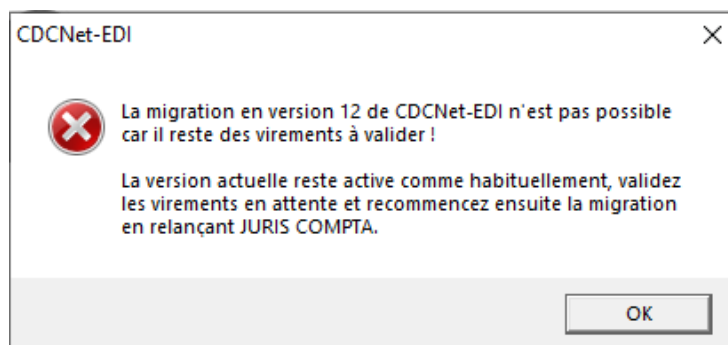 CDCNet-EDI
La migration en version 12 de CDCNet-EDI n'est pas possible
car il reste des virements à valider !
La version actuelle reste active comme habituellement, validez
les virements en attente et recommencez ensuite la migration
en relançant JURIS COMPTA.
OK